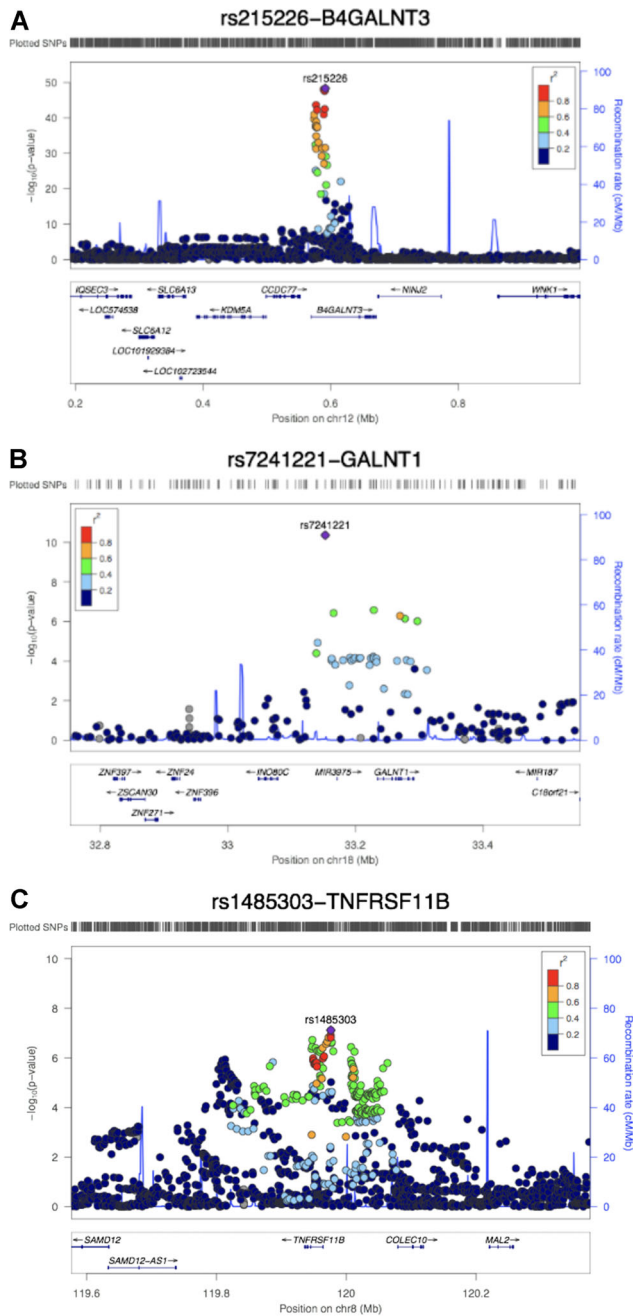 A
rs215226-B4GALNT3
Plotted SNPs
rs215226
r²
0.8
0.6
0.4
0.2
50
40
30
20
10
0
−log₁₀(p-value)
100
80
60
40
20
0
Recombination rate (cM/Mb)
IQSEC3→ ←SLC6A13 CCDC77→ ←NINJ2 WNK1→
←LOC574538 ←KDM5A B4GALNT3→
←SLC6A12
LOC101929384→
←LOC102723544
0.2 0.4 0.6 0.8
Position on chr12 (Mb)
B
rs7241221-GALNT1
Plotted SNPs
rs7241221
r²
0.8
0.6
0.4
0.2
10
8
6
4
2
0
−log₁₀(p-value)
100
80
60
40
20
0
Recombination rate (cM/Mb)
ZNF397→ ←ZNF24 ←INO80C MIR3975→ GALNT1→ ←MIR187
←ZSCAN30 ←ZNF396 C18orf21→
ZNF271→
32.8 33 33.2 33.4
Position on chr18 (Mb)
C
rs1485303-TNFRSF11B
Plotted SNPs
rs1485303
r²
0.8
0.6
0.4
0.2
10
8
6
4
2
0
−log₁₀(p-value)
100
80
60
40
20
0
Recombination rate (cM/Mb)
←SAMD12 ←TNFRSF11B COLEC10→ MAL2→
SAMD12-AS1→
119.6 119.8 120 120.2
Position on chr8 (Mb)